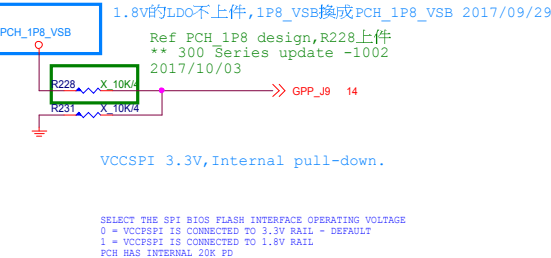 1.8V的LDO不上件,1P8_VSB換成PCH_1P8_VSB 2017/09/29
PCH_1P8_VSB
Ref PCH_1P8 design,R228上件
** 300 Series update -1002
2017/10/03
R228 X_10K/4
GPP_J9 14
R231 X_10K/4
VCCSPI 3.3V,Internal pull-down.
SELECT THE SPI BIOS FLASH INTERFACE OPERATING VOLTAGE
0 = VCCPSPI IS CONNECTED TO 3.3V RAIL - DEFAULT
1 = VCCPSPI IS CONNECTED TO 1.8V RAIL
PCH HAS INTERNAL 20K PD